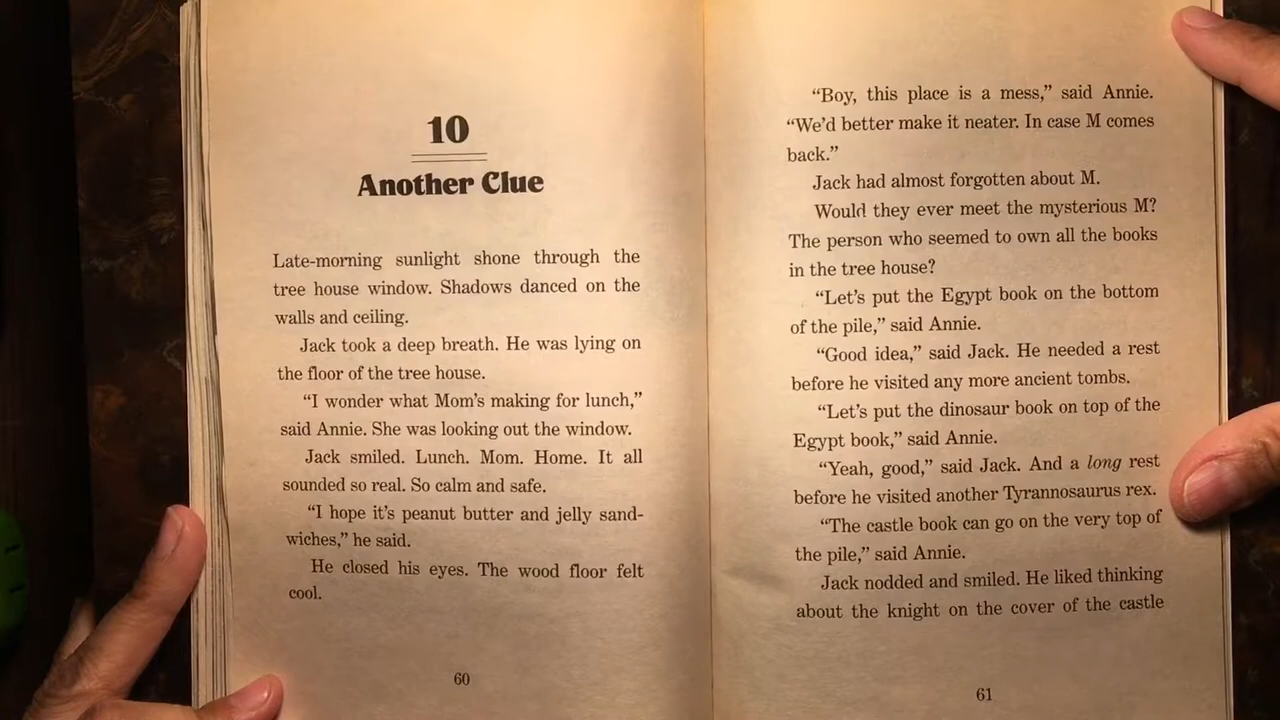 10
Another Clue
Late-morning sunlight shone through the
tree house window. Shadows danced on the
walls and ceiling.
Jack took a deep breath. He was lying on
the floor of the tree house.
“I wonder what Mom’s making for lunch,”
said Annie. She was looking out the window.
Jack smiled. Lunch. Mom. Home. It all
sounded so real. So calm and safe.
“I hope it’s peanut butter and jelly sand-
wiches,” he said.
He closed his eyes. The wood floor felt
cool.
60
“Boy, this place is a mess,” said Annie.
“We’d better make it neater. In case M comes
back.”
Jack had almost forgotten about M.
Would they ever meet the mysterious M?
The person who seemed to own all the books
in the tree house?
“Let’s put the Egypt book on the bottom
of the pile,” said Annie.
“Good idea,” said Jack. He needed a rest
before he visited any more ancient tombs.
“Let’s put the dinosaur book on top of the
Egypt book,” said Annie.
“Yeah, good,” said Jack. And a long rest
before he visited another Tyrannosaurus rex.
“The castle book can go on the very top of
the pile,” said Annie.
Jack nodded and smiled. He liked thinking
about the knight on the cover of the castle
61